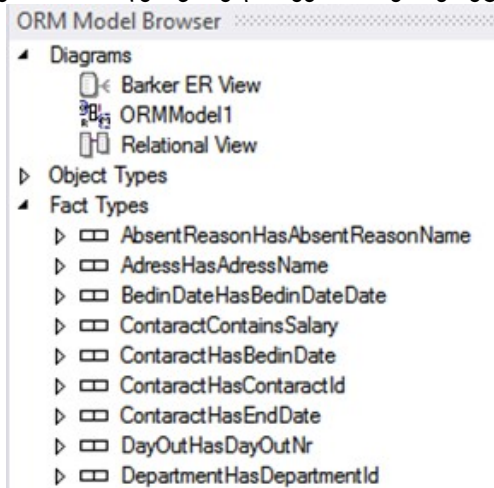 ORM Model Browser
Diagrams
Barker ER View
ORMModel1
Relational View
Object Types
Fact Types
AbsentReasonHasAbsentReasonName
AdressHasAdressName
BedinDateHasBedinDateDate
ContaractContainsSalary
ContaractHasBedinDate
ContaractHasContaractId
ContaractHasEndDate
DayOutHasDayOutNr
DepartmentHasDepartmentId